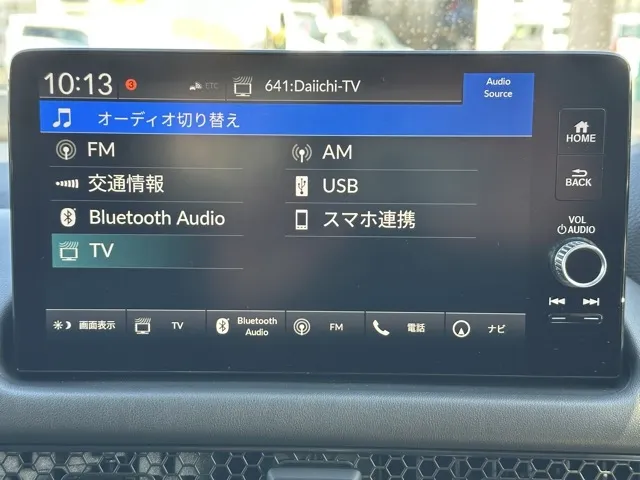 10:13
3
ETC
641:Daiichi-TV
Audio
Source
オーディオ切り替え
FM
AM
交通情報
USB
Bluetooth Audio
スマホ連携
TV
画面表示
TV
Bluetooth
Audio
FM
電話
ナビ
HOME
BACK
VOL
AUDIO